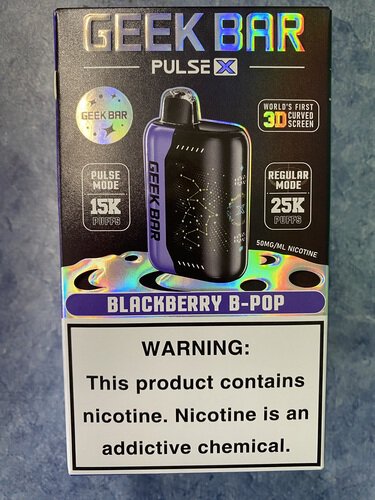 GEEK BAR
PULSE X
GEEK BAR
WORLD'S FIRST
3D CURVED
SCREEN
PULSE
MODE
15K
PUFFS
GEEK BAR
REGULAR
MODE
25K
PUFFS
50MG/ML NICOTINE
BLACKBERRY B-POP
WARNING:
This product contains
nicotine. Nicotine is an
addictive chemical.